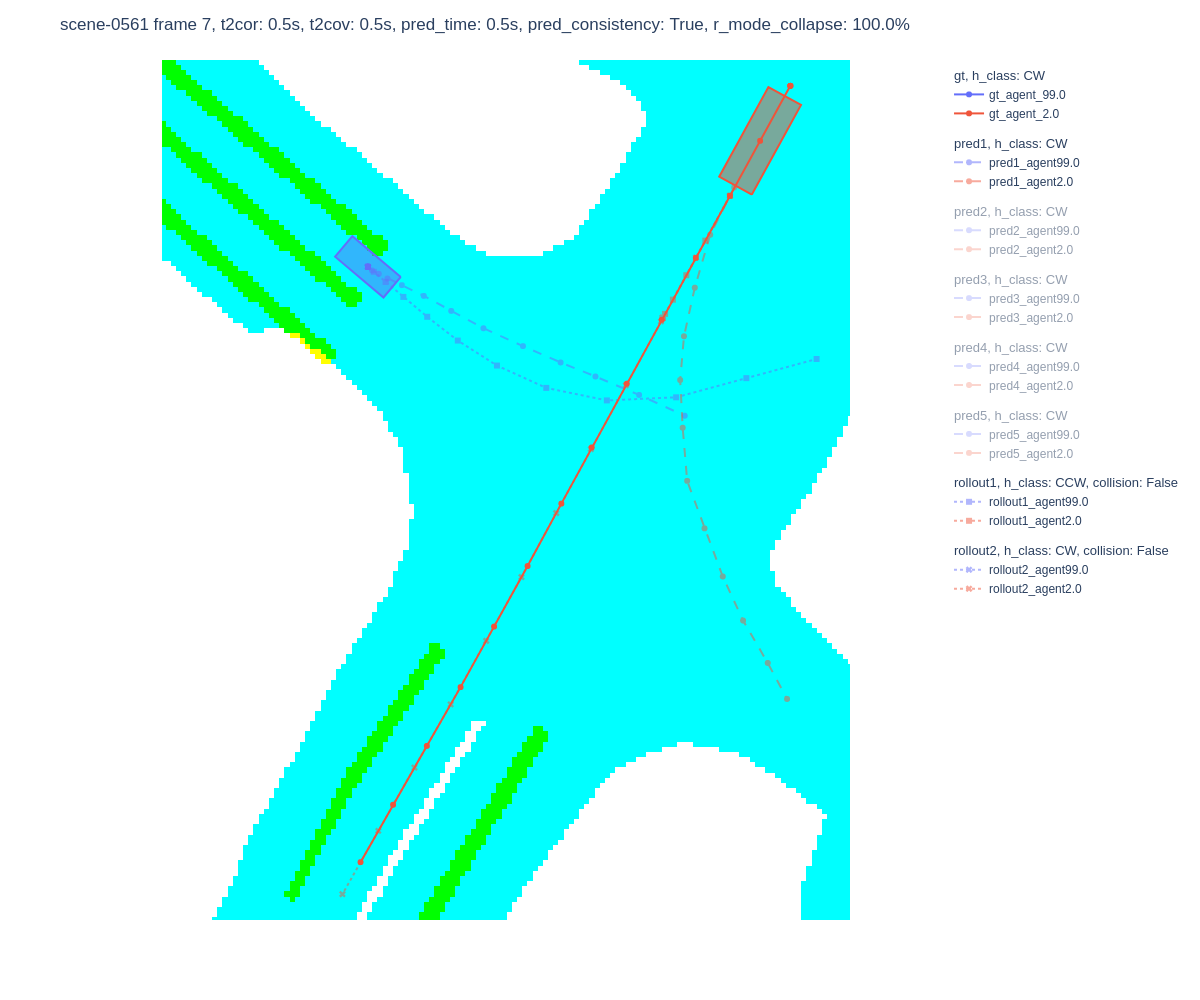 scene-0561 frame 7, t2cor: 0.5s, t2cov: 0.5s, pred_time: 0.5s, pred_consistency: True, r_mode_collapse: 100.0%
gt, h_class: CW
gt_agent_99.0
gt_agent_2.0
pred1, h_class: CW
pred1_agent99.0
pred1_agent2.0
pred2, h_class: CW
pred2_agent99.0
pred2_agent2.0
pred3, h_class: CW
pred3_agent99.0
pred3_agent2.0
pred4, h_class: CW
pred4_agent99.0
pred4_agent2.0
pred5, h_class: CW
pred5_agent99.0
pred5_agent2.0
rollout1, h_class: CCW, collision: False
rollout1_agent99.0
rollout1_agent2.0
rollout2, h_class: CW, collision: False
rollout2_agent99.0
rollout2_agent2.0